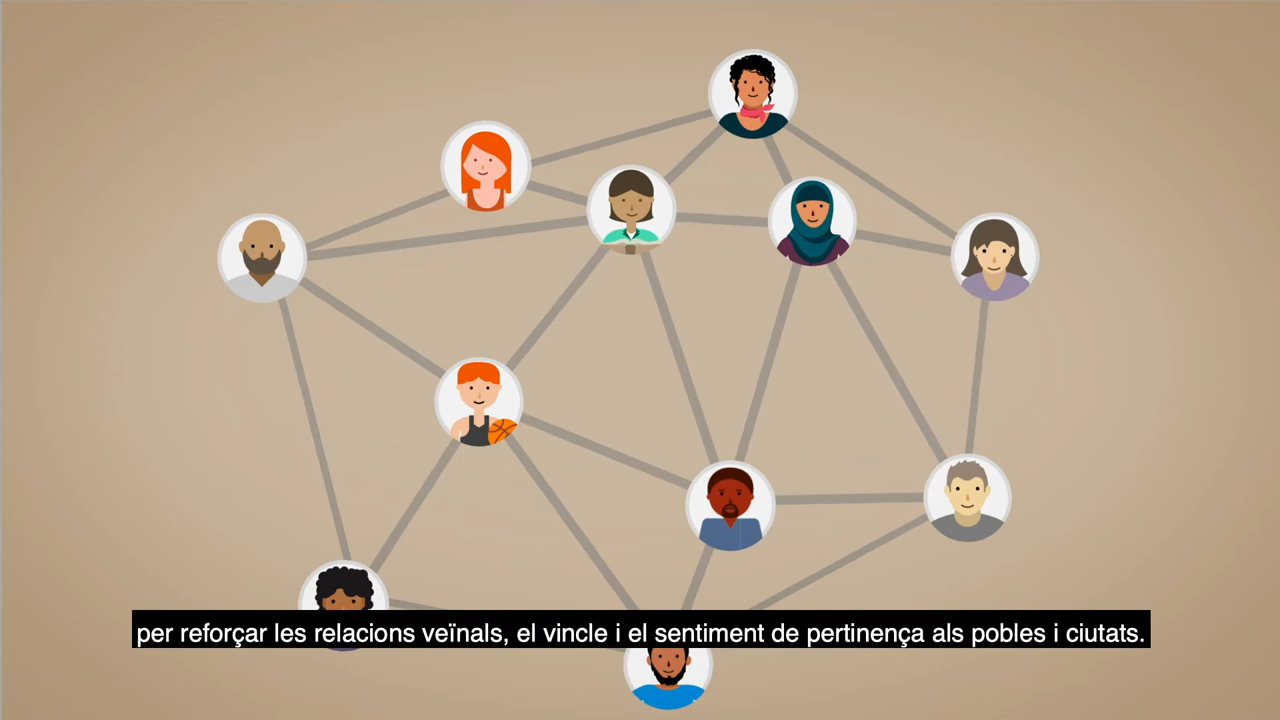 per reforçar les relacions veïnals, el vincle i el sentiment de pertinença als pobles i ciutats.